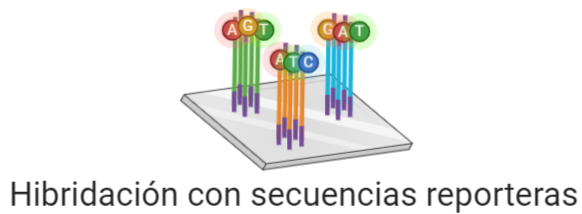 AGT
GAT
ATC
Hibridación con secuencias reporteras